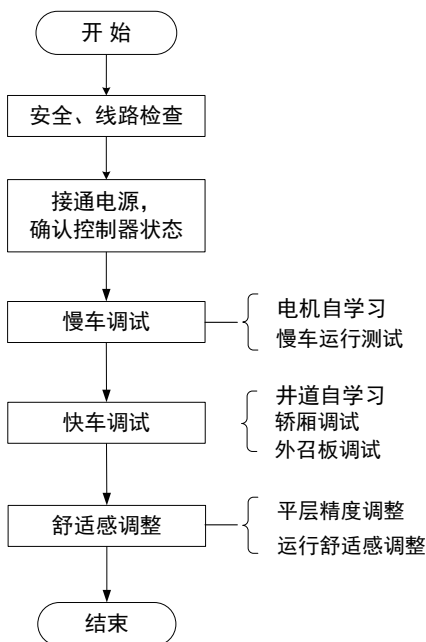 开 始
安全、线路检查
接通电源,
确认控制器状态
慢车调试
电机自学习
慢车运行测试
快车调试
井道自学习
轿厢调试
外召板调试
舒适感调整
平层精度调整
运行舒适感调整
结束